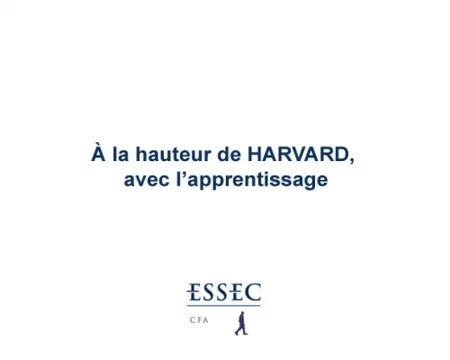 À la hauteur de HARVARD,
avec l’apprentissage
ESSEC
CFA